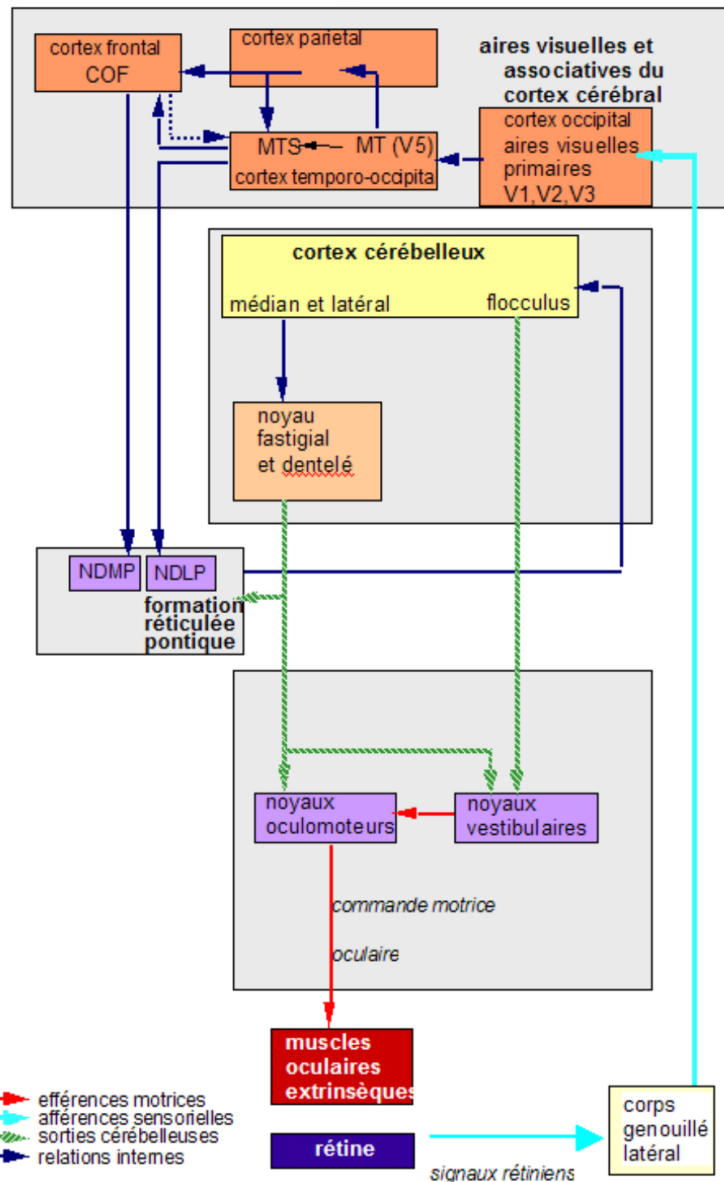 cortex frontal
COF
cortex parietal
aires visuelles et
associatives du
cortex cérébral
cortex occipital
aires visuelles
primaires
V1,V2,V3
MTS
MT (V5)
cortex temporo-occipita
cortex cérébelleux
médian et latéral
flocculus
noyau
fastigial
et dentelé
NDMP
NDLP
formation
réticulée
pontique
noyaux
oculomoteurs
noyaux
vestibulaires
commande motrice
oculaire
muscles
oculaires
extrinsèques
efférences motrices
afférences sensorielles
sorties cérébelleuses
relations internes
rétine
signaux rétiniens
corps
genouillé
latéral